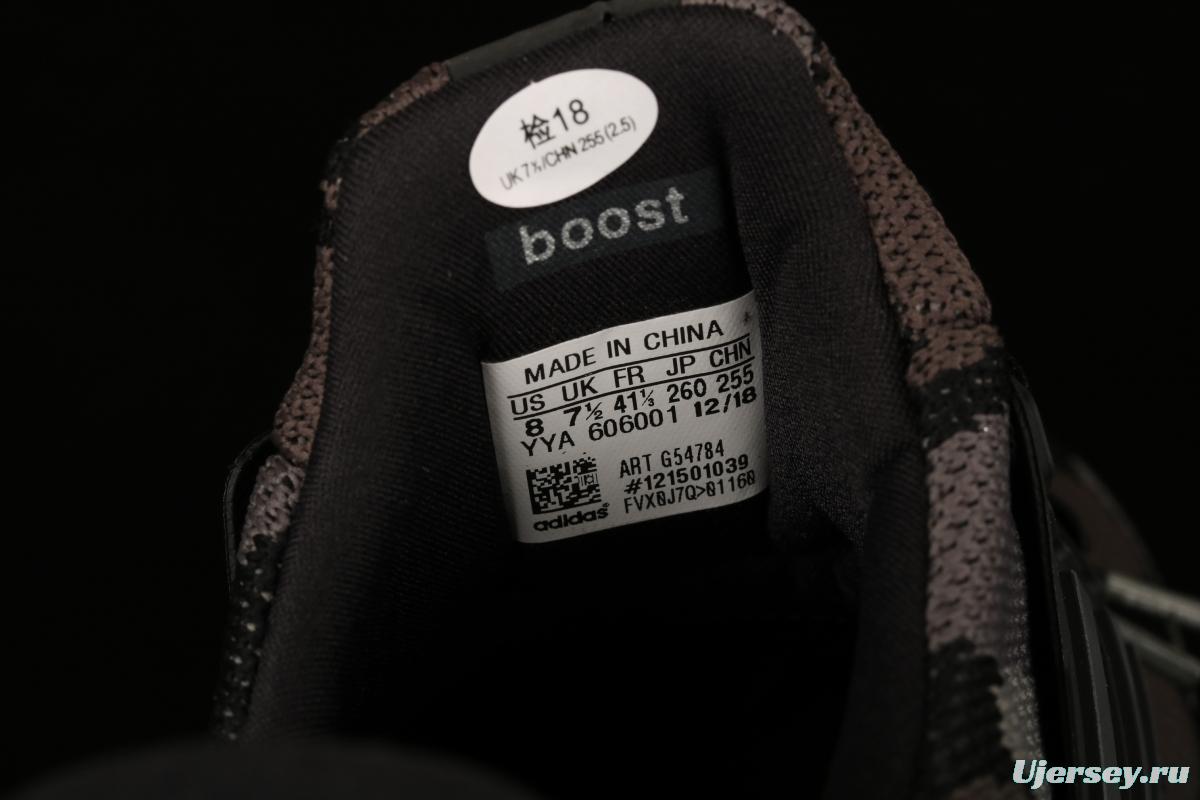 检18
UK 7½/CHN 255(2.5)
boost
MADE IN CHINA
US UK FR JP CHN
8 7½ 41⅓ 260 255
YYA 606001 12/18
ART G54784
#121501039
FVX0J7Q>01160
adidas
Ujersey.ru